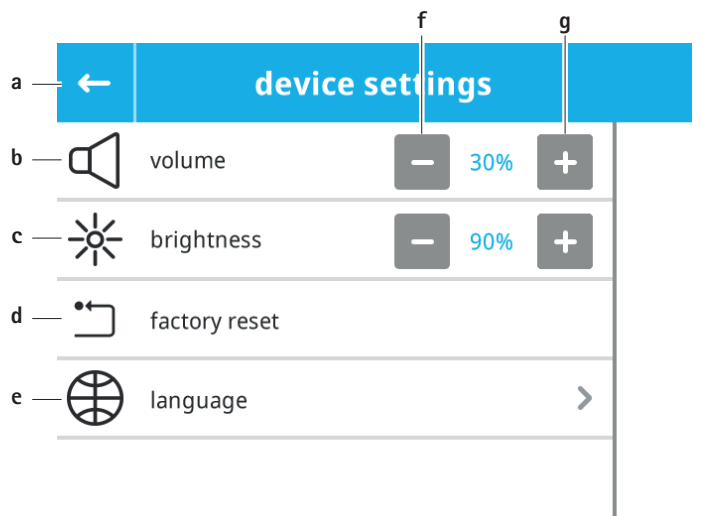 f g
a device settings
b volume 30%
c brightness 90%
d factory reset
e language